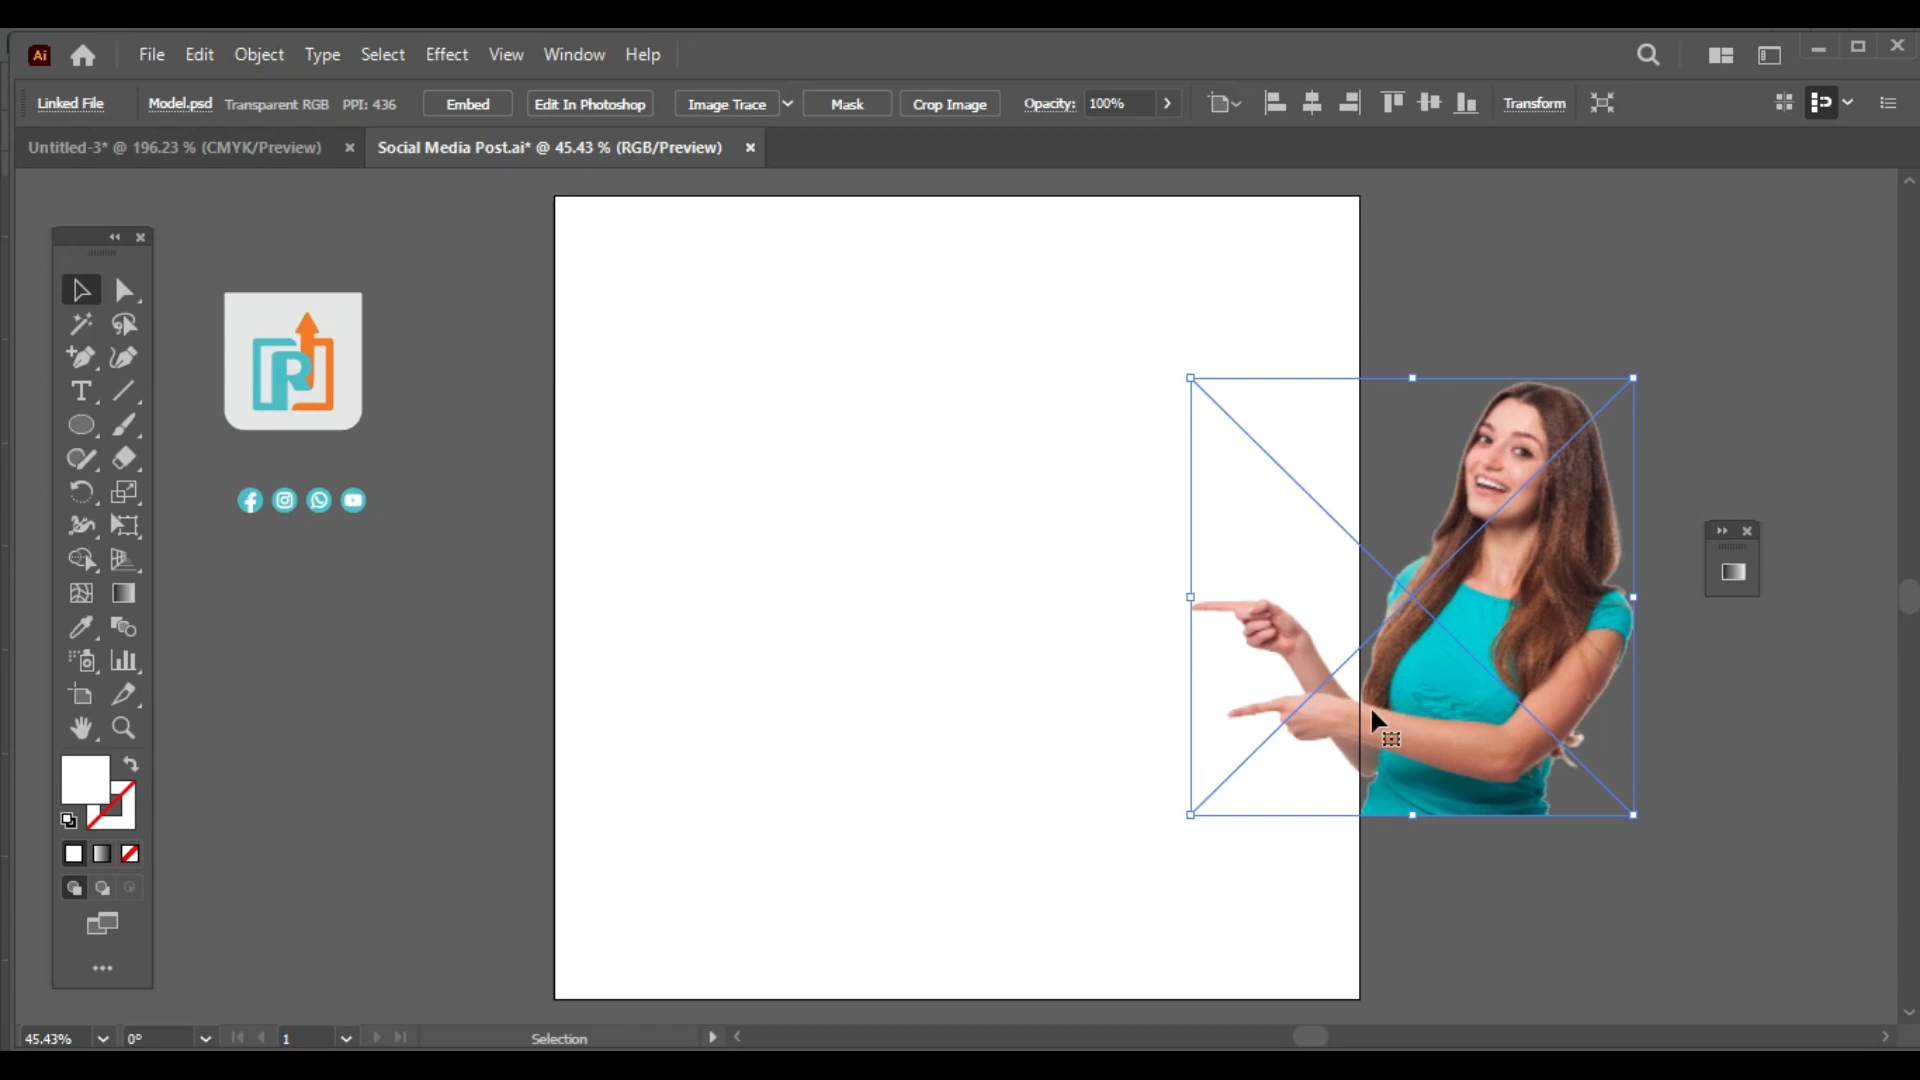 Ai File Edit Object Type Select Effect View Window Help
Linked File Model.psd Transparent RGB PPI: 436 Embed Edit In Photoshop Image Trace Mask Crop Image Opacity: 100% Transform
Untitled-3* @ 196.23 % (CMYK/Preview) Social Media Post.ai* @ 45.43 % (RGB/Preview)
45.43% 0° 1 Selection